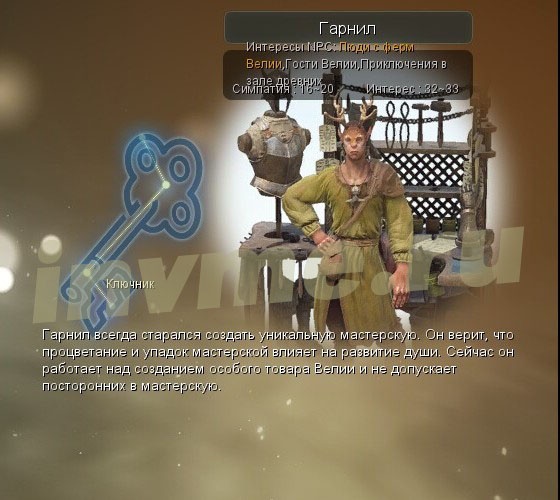 Гарнил
Интересы NPC: Люди с ферм
Велии,Гости Велии,Приключения в
зале древних
Симпатия : 16~20 Интерес : 32~33
invme.ru
Ключник
Гарнил всегда старался создать уникальную мастерскую. Он верит, что
процветание и упадок мастерской влияет на развитие души. Сейчас он
работает над созданием особого товара Велии и не допускает
посторонних в мастерскую.